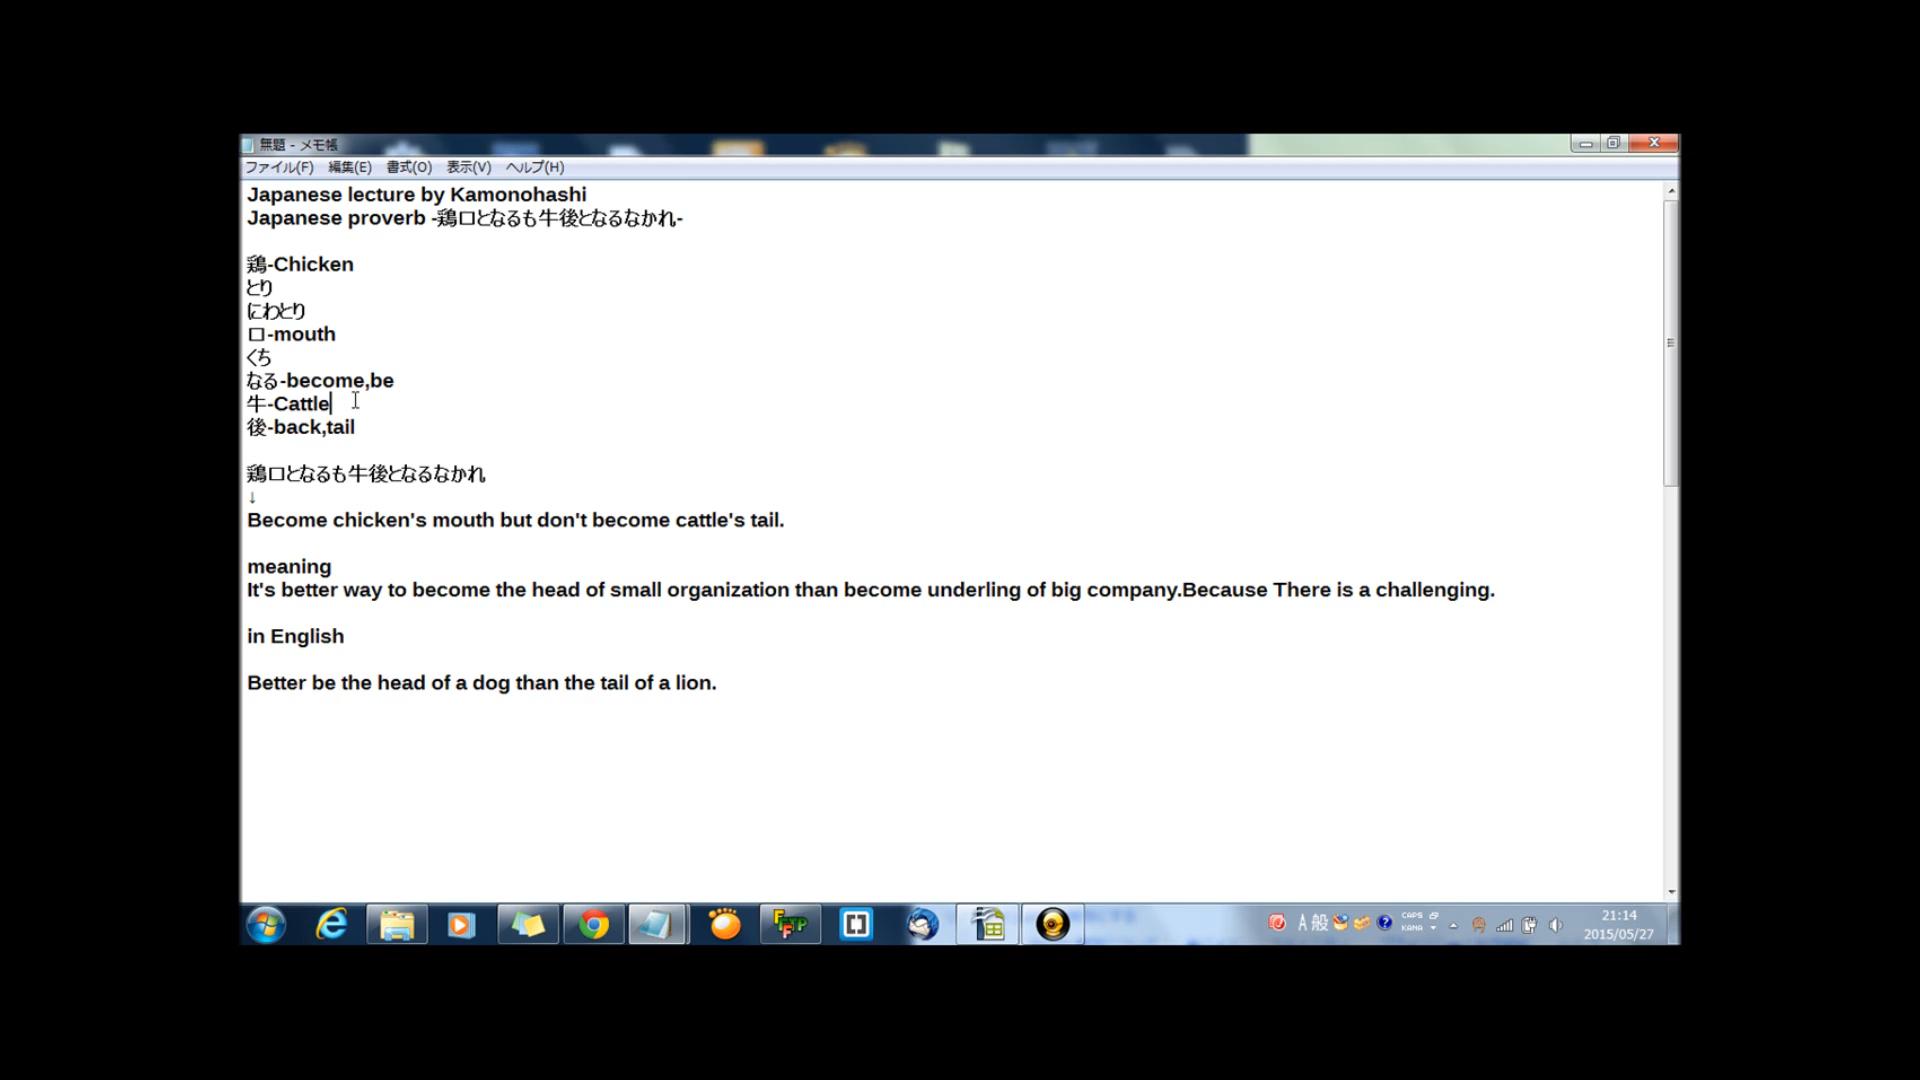 無題 - メモ帳
ファイル(F) 編集(E) 書式(O) 表示(V) ヘルプ(H)
Japanese lecture by Kamonohashi
Japanese proverb -鶏口となるも牛後となるなかれ-
鶏-Chicken
とり
にわとり
口-mouth
くち
なる-become,be
牛-Cattle
後-back,tail
鶏口となるも牛後となるなかれ
↓
Become chicken's mouth but don't become cattle's tail.
meaning
It's better way to become the head of small organization than become underling of big company.Because There is a challenging.
in English
Better be the head of a dog than the tail of a lion.
A 般 CAPS
KANA
21:14
2015/05/27